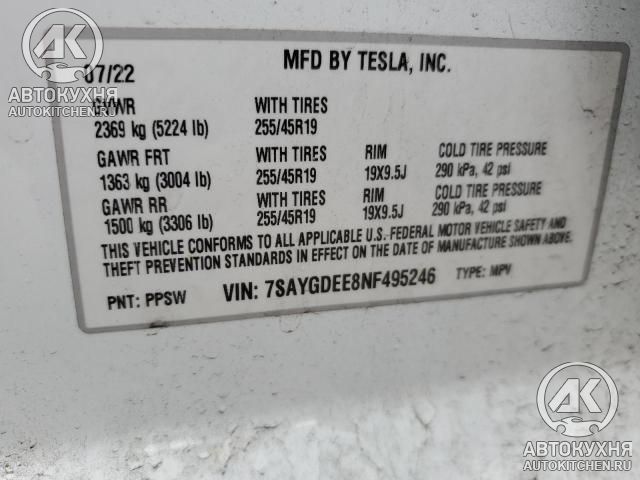 07/22 MFD BY TESLA, INC.
GVWR WITH TIRES
2369 kg (5224 lb) 255/45R19
GAWR FRT WITH TIRES RIM COLD TIRE PRESSURE
1363 kg (3004 lb) 255/45R19 19X9.5J 290 kPa, 42 psi
GAWR RR WITH TIRES RIM COLD TIRE PRESSURE
1500 kg (3306 lb) 255/45R19 19X9.5J 290 kPa, 42 psi
THIS VEHICLE CONFORMS TO ALL APPLICABLE U.S. FEDERAL MOTOR VEHICLE SAFETY AND
THEFT PREVENTION STANDARDS IN EFFECT ON THE DATE OF MANUFACTURE SHOWN ABOVE.
PNT: PPSW VIN: 7SAYGDEE8NF495246 TYPE: MPV
АК
АВТОКУХНЯ
AUTOKITCHEN.RU
АК
АВТОКУХНЯ
AUTOKITCHEN.RU